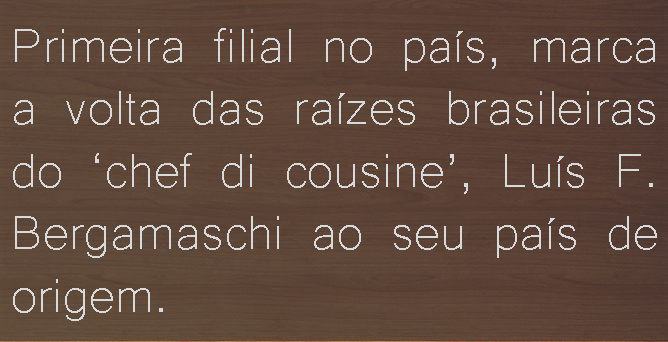 Primeira filial no país, marca
a volta das raízes brasileiras
do ‘chef di cousine’, Luís F.
Bergamaschi ao seu país de
origem.